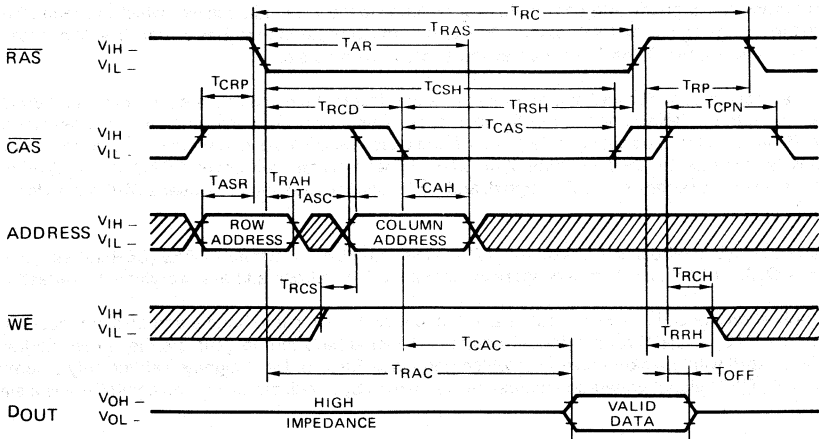 TRC
TRAS
TAR
RAS VIH –
VIL –
TCRP
TCSH
TRP
TRCD
TRSH
TCPN
TCAS
CAS VIH –
VIL –
TASR
TRAH
TASC
TCAH
ADDRESS VIH –
VIL –
ROW ADDRESS
COLUMN ADDRESS
TRCS
TRCH
WE VIH –
VIL –
TCAC
TRRH
TRAC
TOFF
DOUT VOH –
VOL –
HIGH IMPEDANCE
VALID DATA